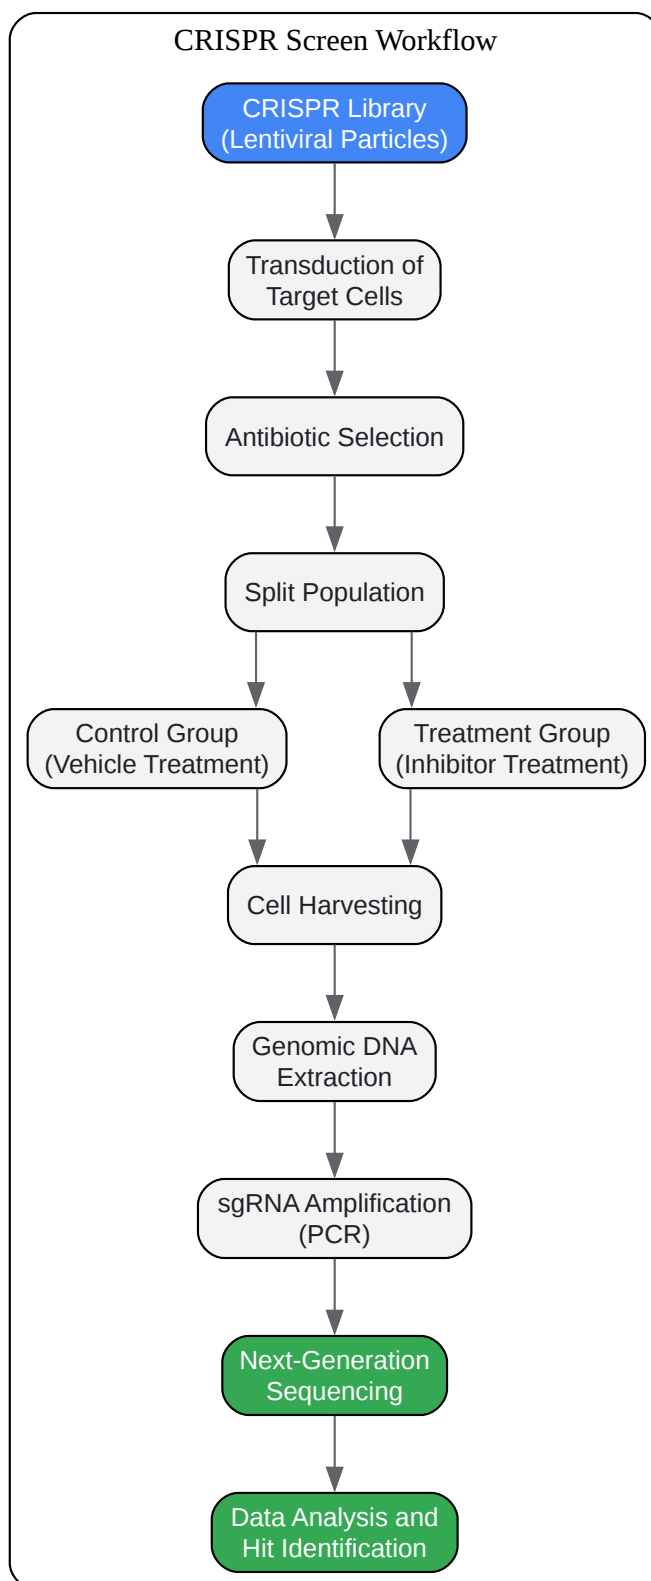 CRISPR Screen Workflow
CRISPR Library
(Lentiviral Particles)
Transduction of
Target Cells
Antibiotic Selection
Split Population
Control Group
(Vehicle Treatment)
Treatment Group
(Inhibitor Treatment)
Cell Harvesting
Genomic DNA
Extraction
sgRNA Amplification
(PCR)
Next-Generation
Sequencing
Data Analysis and
Hit Identification